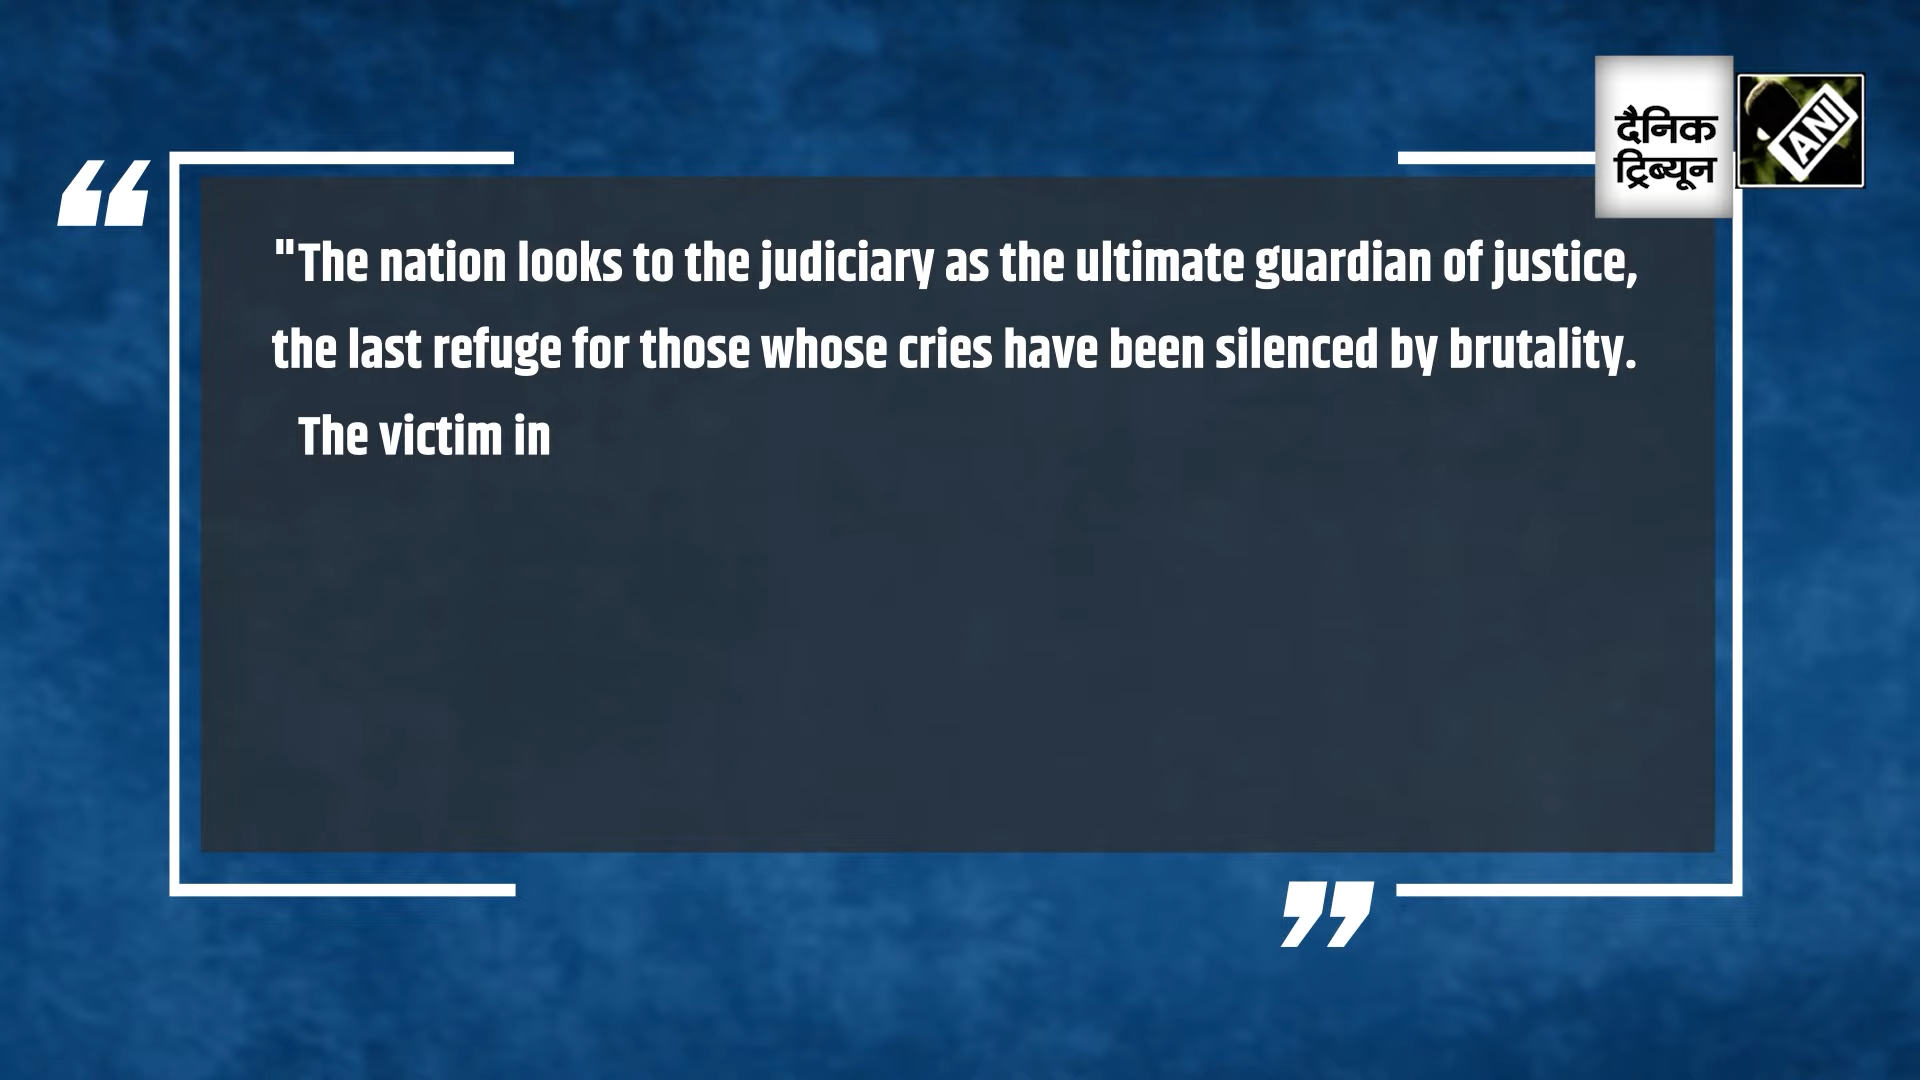 दैनिक
ट्रिब्यून
ANI
“
"The nation looks to the judiciary as the ultimate guardian of justice,
the last refuge for those whose cries have been silenced by brutality.
The victim in
”